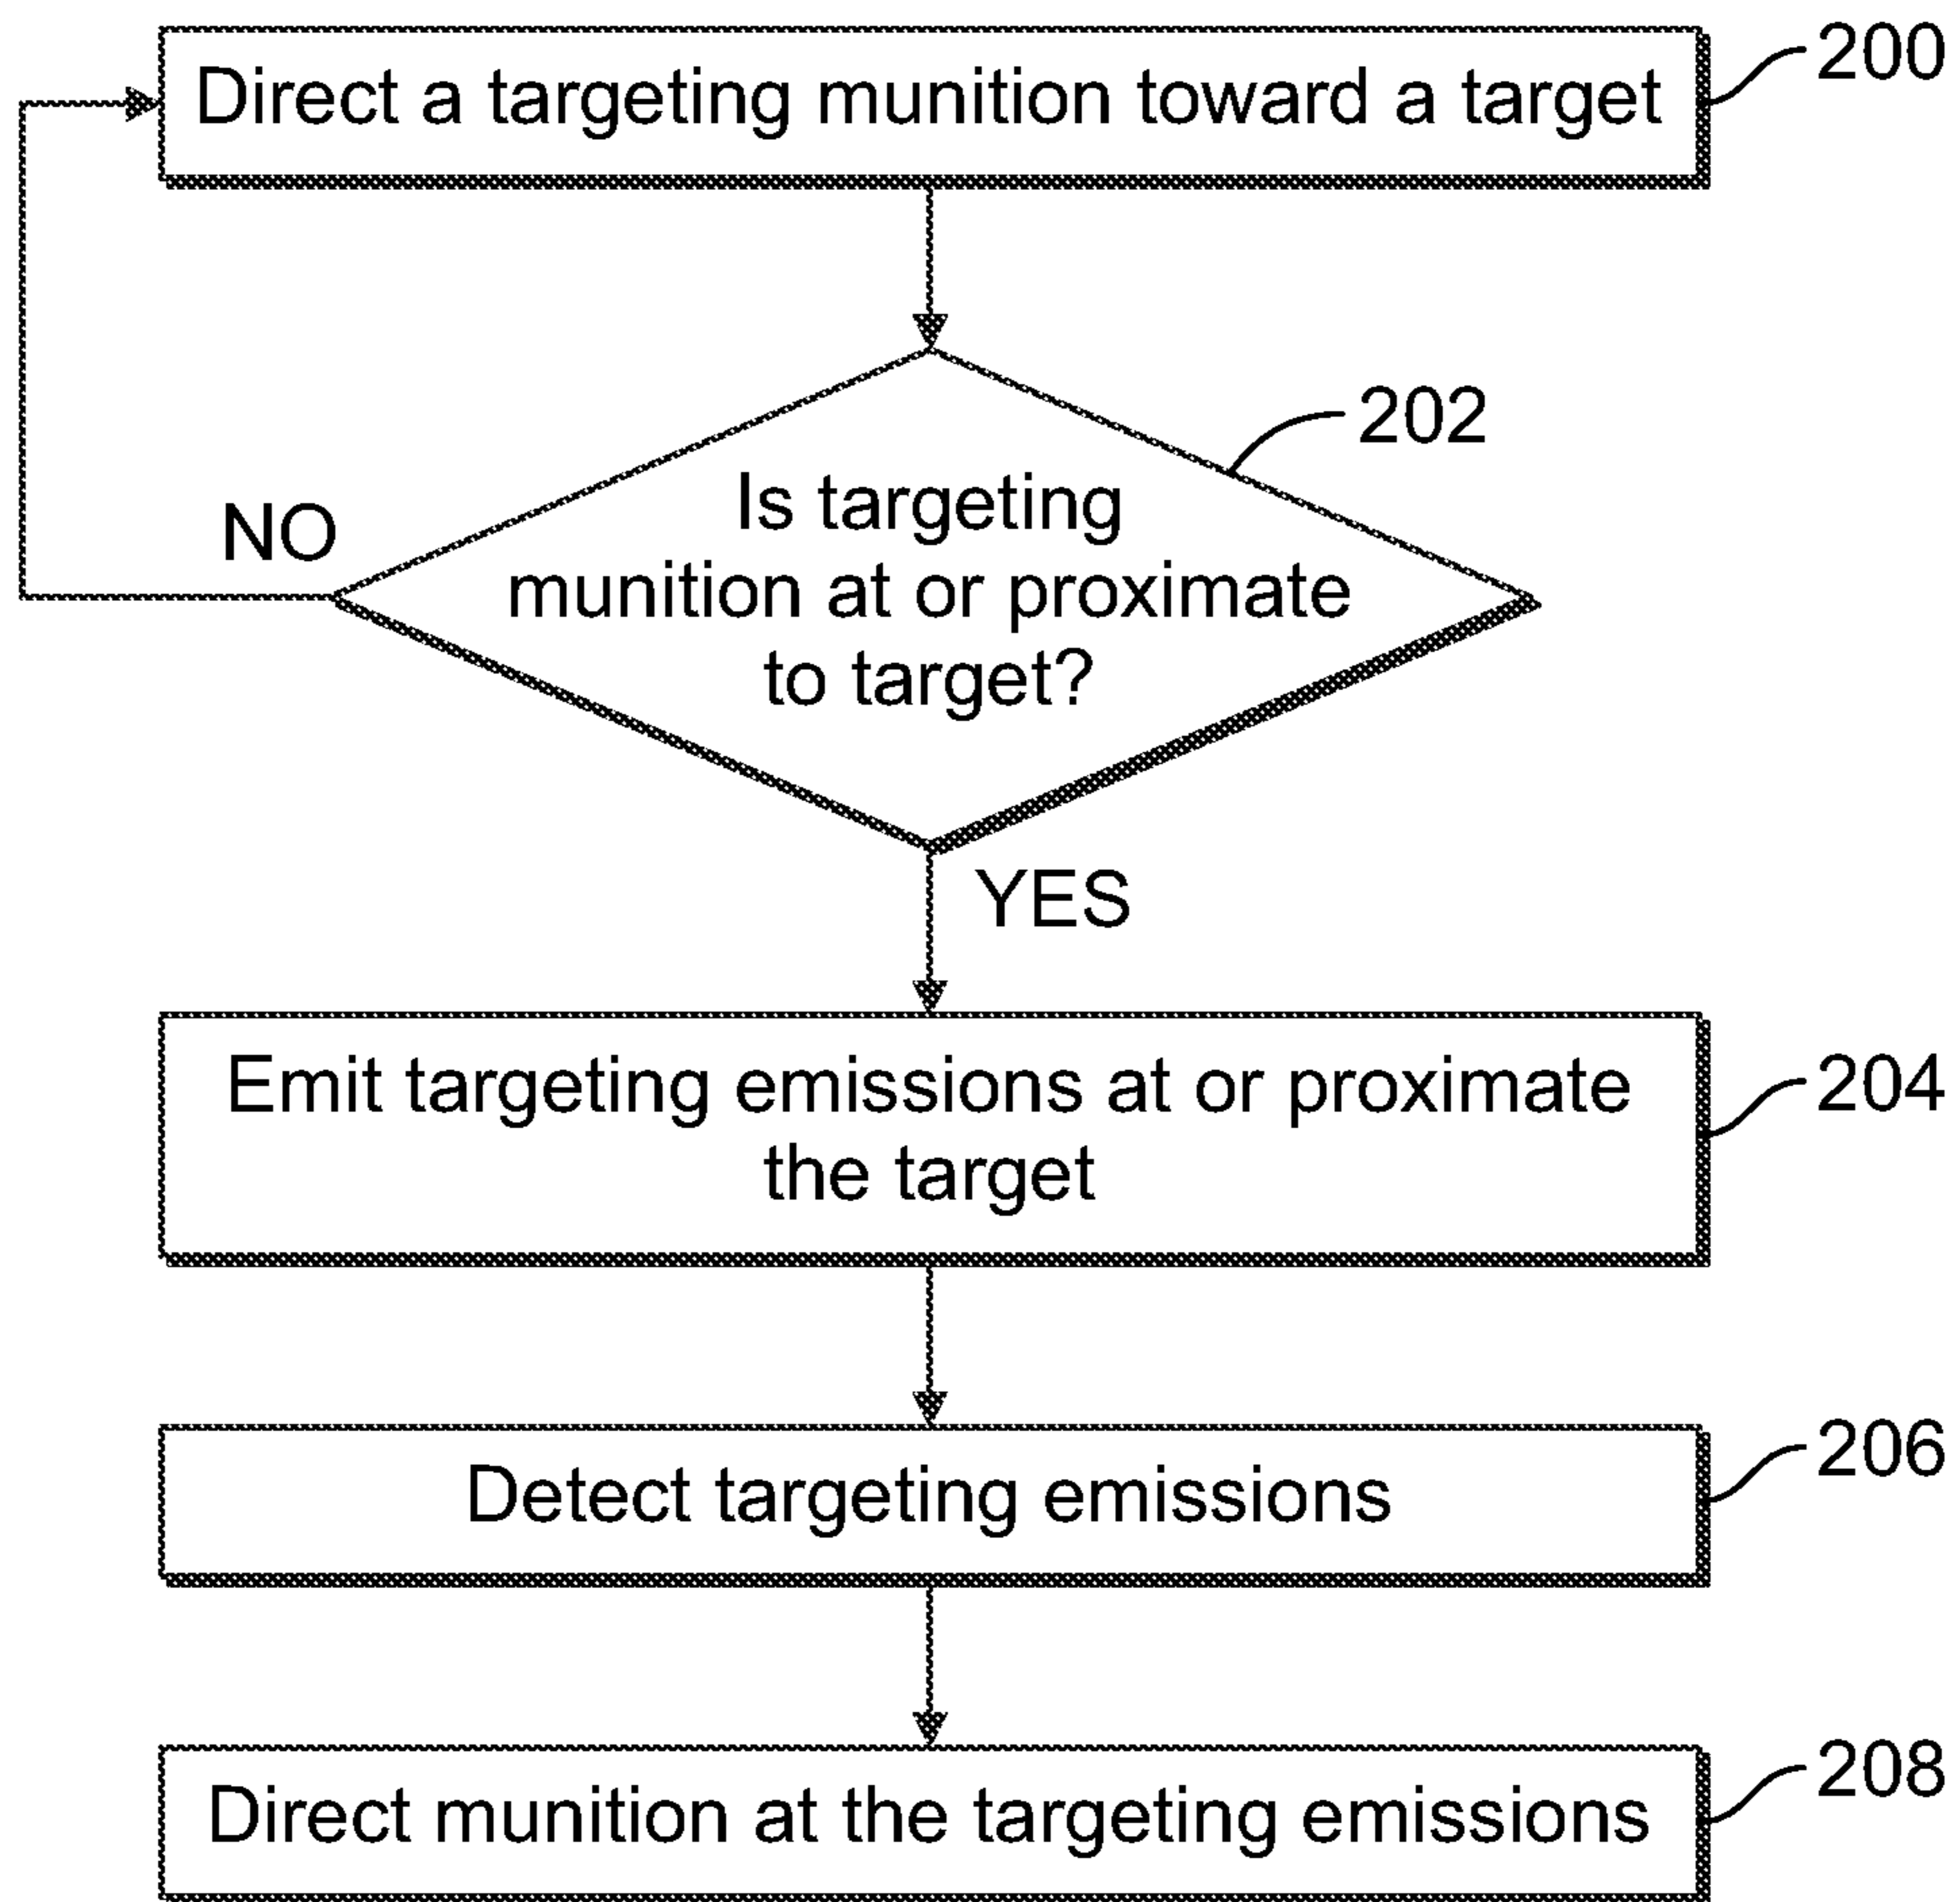 Direct a targeting munition toward a target
200
202
Is targeting
munition at or proximate
to target?
NO
YES
Emit targeting emissions at or proximate
the target
204
Detect targeting emissions
206
Direct munition at the targeting emissions
208